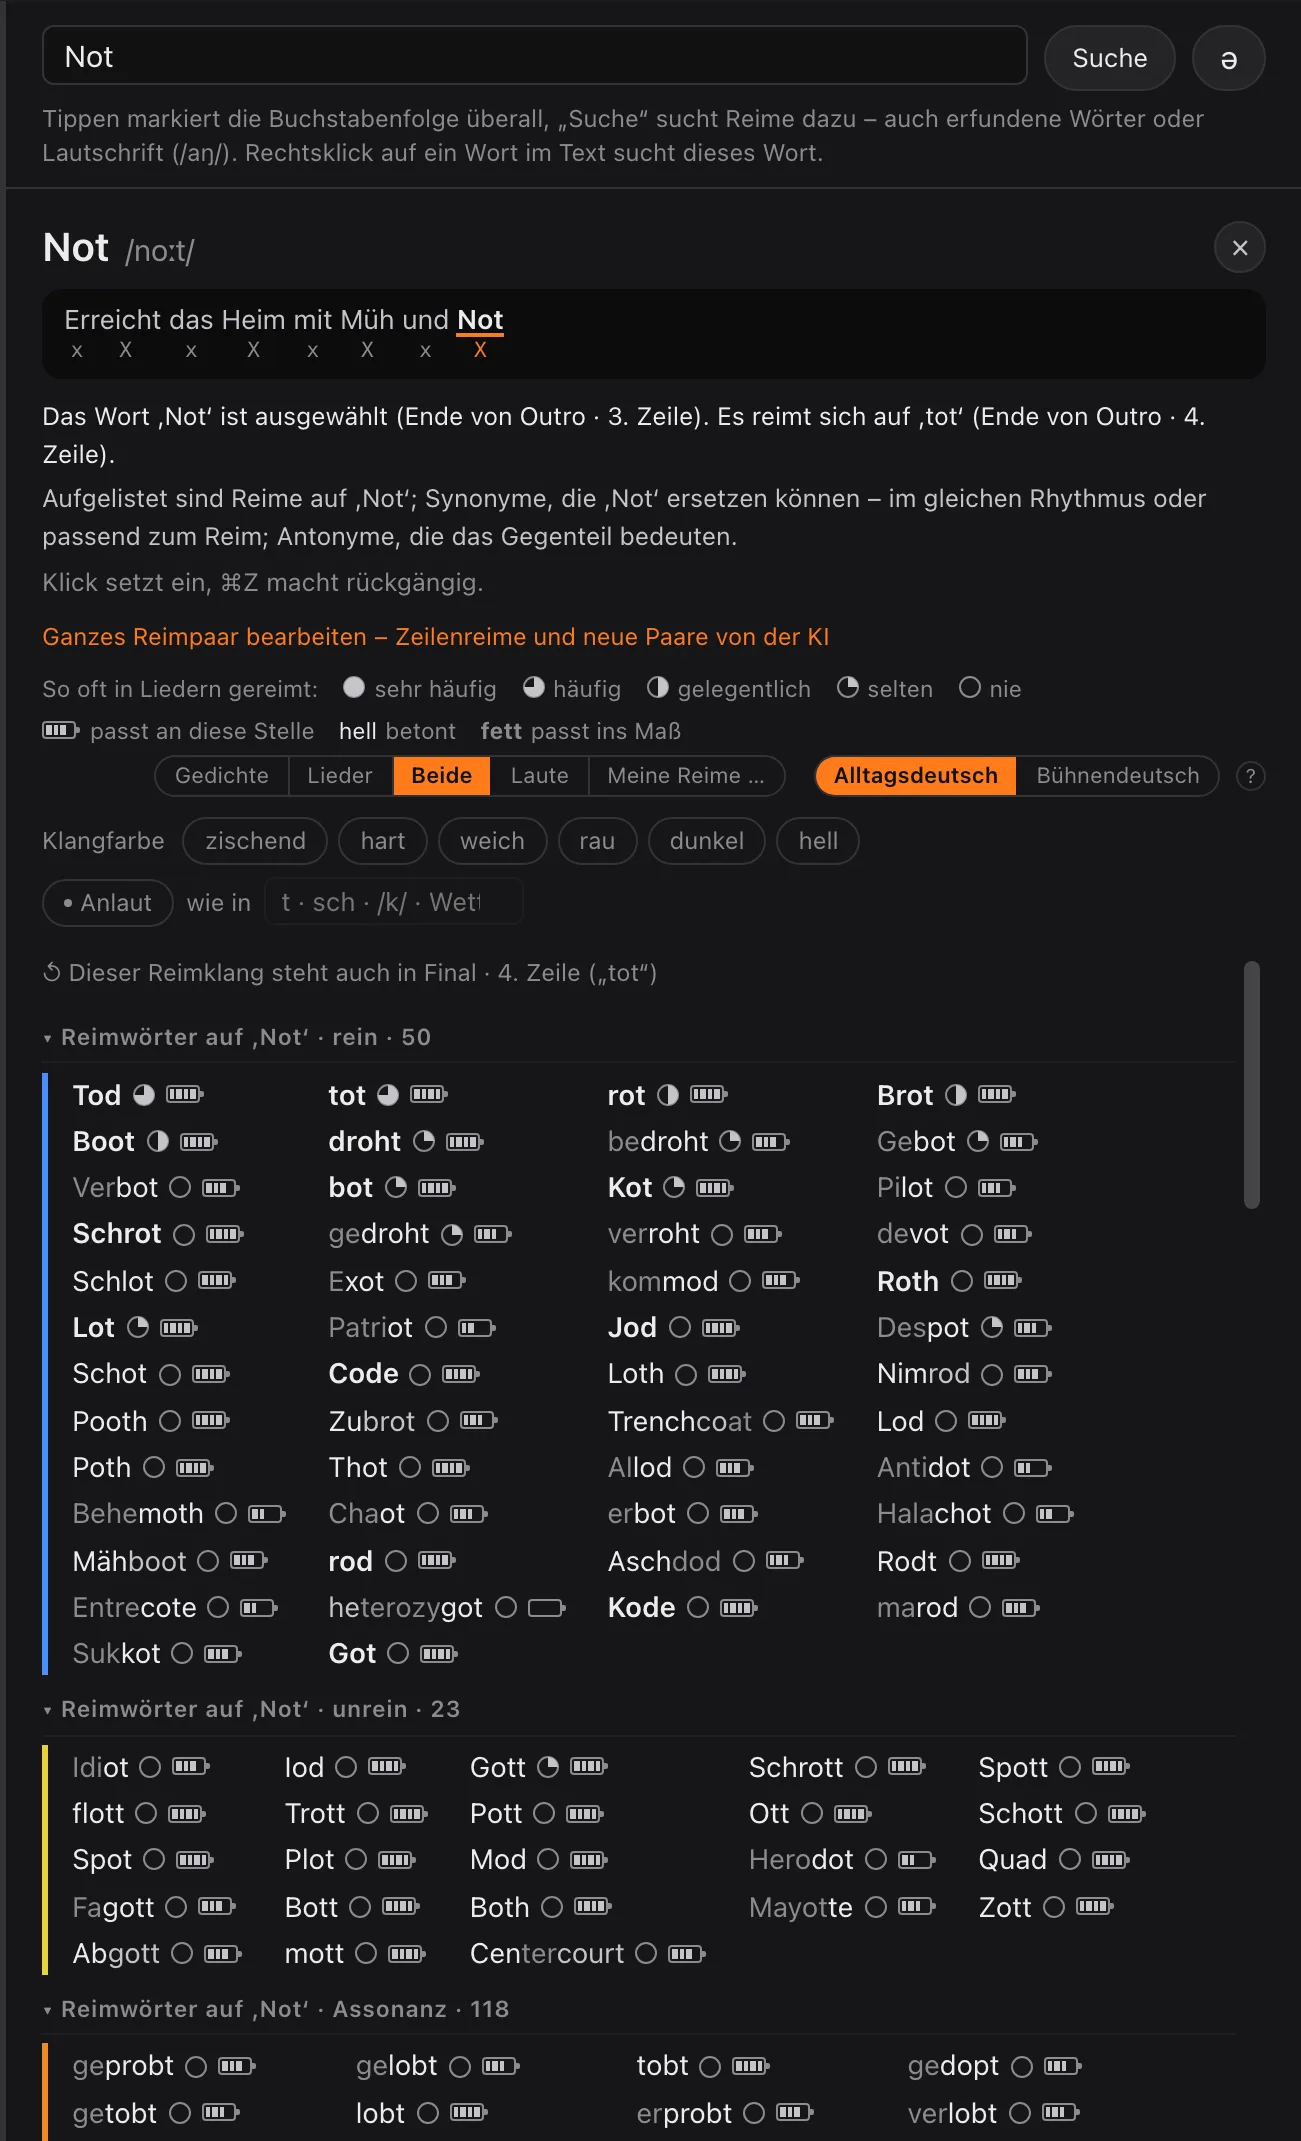 Not
Suche
ə
Tippen markiert die Buchstabenfolge überall, „Suche“ sucht Reime dazu – auch erfundene Wörter oder
Lautschrift (/aŋ/). Rechtsklick auf ein Wort im Text sucht dieses Wort.
Not /noːt/
×
Erreicht das Heim mit Müh und Not
x X x X x X x X
Das Wort ‚Not‘ ist ausgewählt (Ende von Outro · 3. Zeile). Es reimt sich auf ‚tot‘ (Ende von Outro · 4.
Zeile).
Aufgelistet sind Reime auf ‚Not‘; Synonyme, die ‚Not‘ ersetzen können – im gleichen Rhythmus oder
passend zum Reim; Antonyme, die das Gegenteil bedeuten.
Klick setzt ein, ⌘Z macht rückgängig.
Ganzes Reimpaar bearbeiten – Zeilenreime und neue Paare von der KI
So oft in Liedern gereimt: sehr häufig häufig gelegentlich selten nie
passt an diese Stelle hell betont fett passt ins Maß
Gedichte Lieder Beide Laute Meine Reime ... Alltagsdeutsch Bühnendeutsch ?
Klangfarbe zischend hart weich rau dunkel hell
• Anlaut wie in t · sch · /k/ · Wett
↺ Dieser Reimklang steht auch in Final · 4. Zeile („tot“)
▾ Reimwörter auf ‚Not‘ · rein · 50
Tod tot rot Brot
Boot droht bedroht Gebot
Verbot bot Kot Pilot
Schrot gedroht verroht devot
Schlot Exot kommod Roth
Lot Patriot Jod Despot
Schot Code Loth Nimrod
Pooth Zubrot Trenchcoat Lod
Poth Thot Allod Antidot
Behemoth Chaot erbot Halachot
Mähboot rod Aschdod Rodt
Entrecote heterozygot Kode marod
Sukkot Got
▾ Reimwörter auf ‚Not‘ · unrein · 23
Idiot Iod Gott Schrott Spott
flott Trott Pott Ott Schott
Spot Plot Mod Herodot Quad
Fagott Bott Both Mayotte Zott
Abgott mott Centercourt
▾ Reimwörter auf ‚Not‘ · Assonanz · 118
geprobt gelobt tobt gedopt
getobt lobt erprobt verlobt